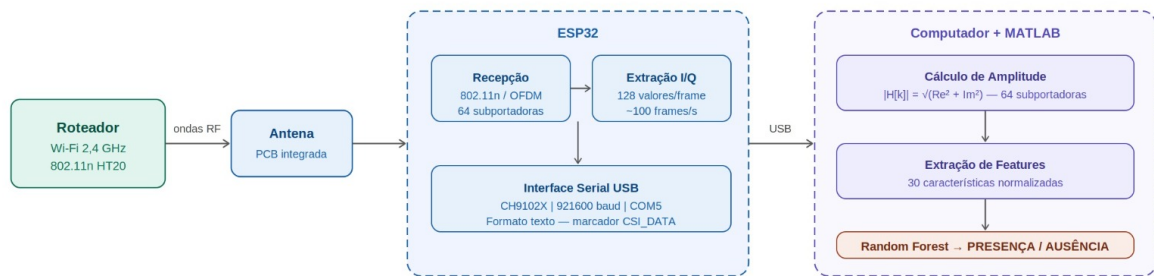 Roteador
Wi-Fi 2,4 GHz
802.11n HT20
ondas RF
Antena
PCB integrada
ESP32
Recepção
802.11n / OFDM
64 subportadoras
Extração I/Q
128 valores/frame
~100 frames/s
Interface Serial USB
CH9102X | 921600 baud | COM5
Formato texto — marcador CSI_DATA
USB
Computador + MATLAB
Cálculo de Amplitude
|H[k]| = √(Re² + Im²) — 64 subportadoras
Extração de Features
30 características normalizadas
Random Forest → PRESENÇA / AUSÊNCIA